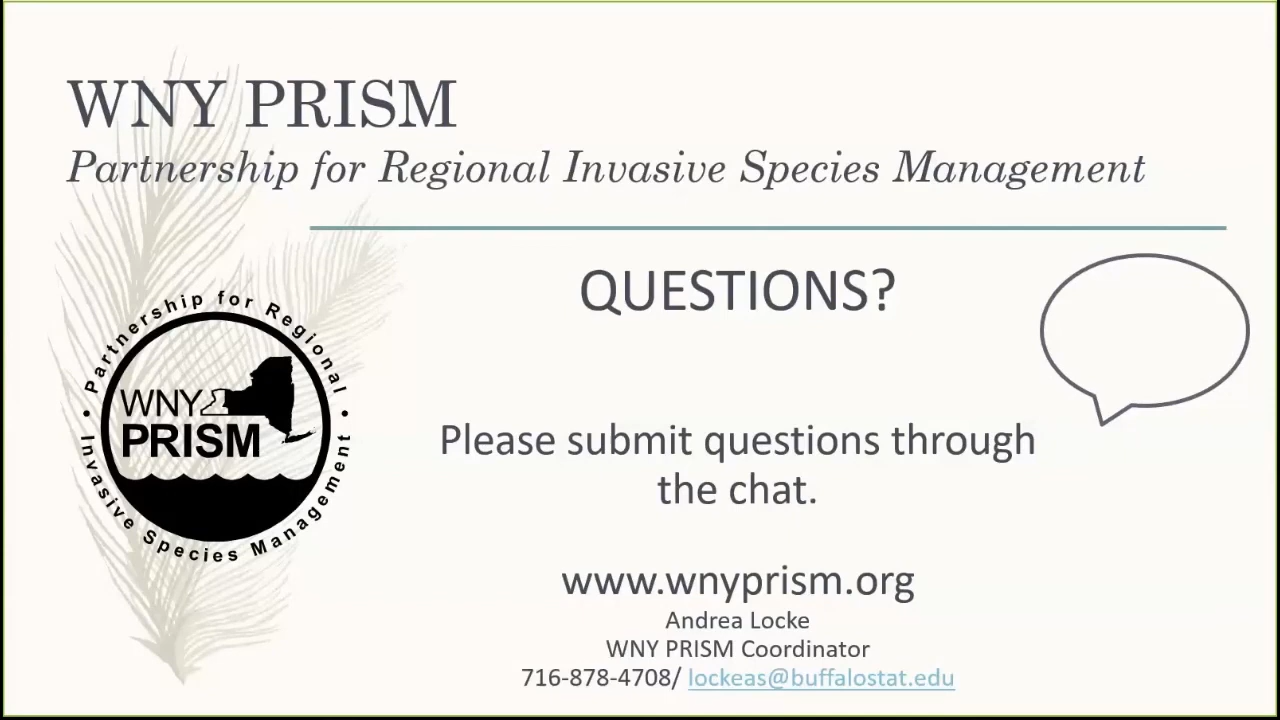 WNY PRISM
Partnership for Regional Invasive Species Management
QUESTIONS?
Partnership for Regional
WNY
PRISM
Invasive Species Management
Please submit questions through
the chat.
www.wnyprism.org
Andrea Locke
WNY PRISM Coordinator
716-878-4708/ lockeas@buffalostat.edu